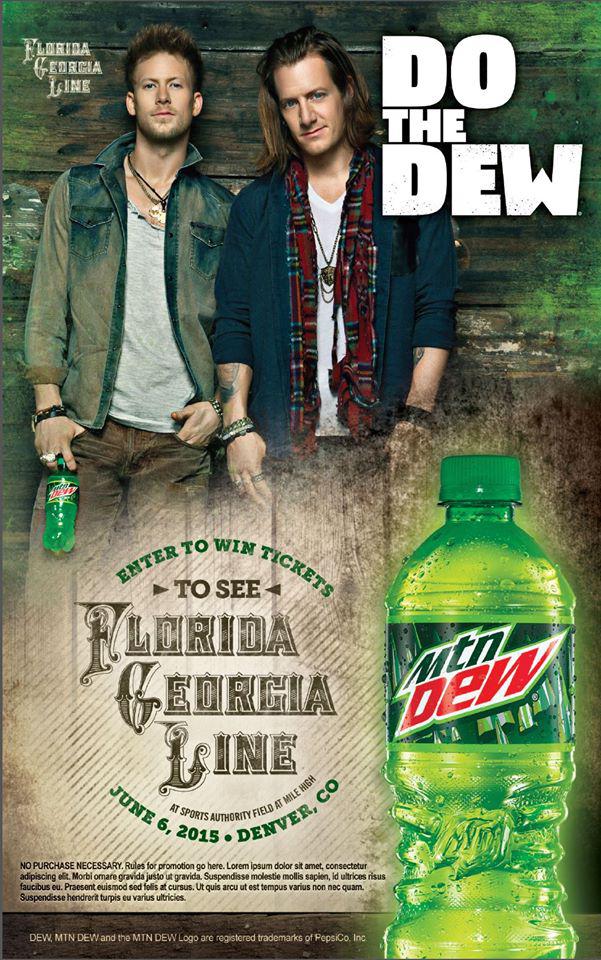 Florida
Georgia
Line
DO
THE
DEW
Mtn
DEW
ENTER TO WIN TICKETS
TO SEE
FLORIDA
GEORGIA
LINE
AT SPORTS AUTHORITY FIELD AT MILE HIGH
JUNE 6, 2015 • DENVER, CO
Mtn
DEW®
NO PURCHASE NECESSARY. Rules for promotion go here. Lorem ipsum dolor sit amet, consectetur
adipiscing elit. Morbi ornare gravida justo ut gravida. Suspendisse molestie mollis sapien, id ultrices risus
faucibus eu. Praesent euismod sed felis at cursus. Ut quis arcu ut est tempus varius non nec quam.
Suspendisse hendrerit turpis eu varius ultricies.
DEW, MTN DEW and the MTN DEW Logo are registered trademarks of PepsiCo, Inc.